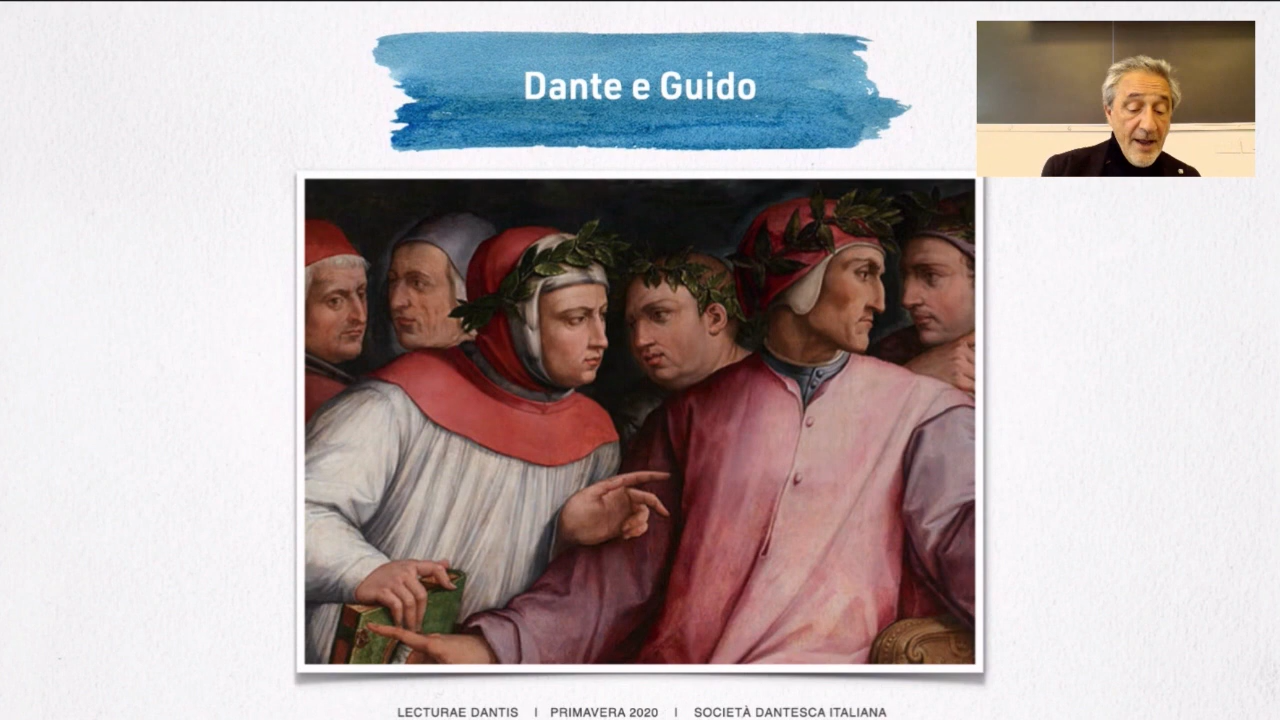 Dante e Guido
LECTURAE DANTIS | PRIMAVERA 2020 | SOCIETÀ DANTESCA ITALIANA